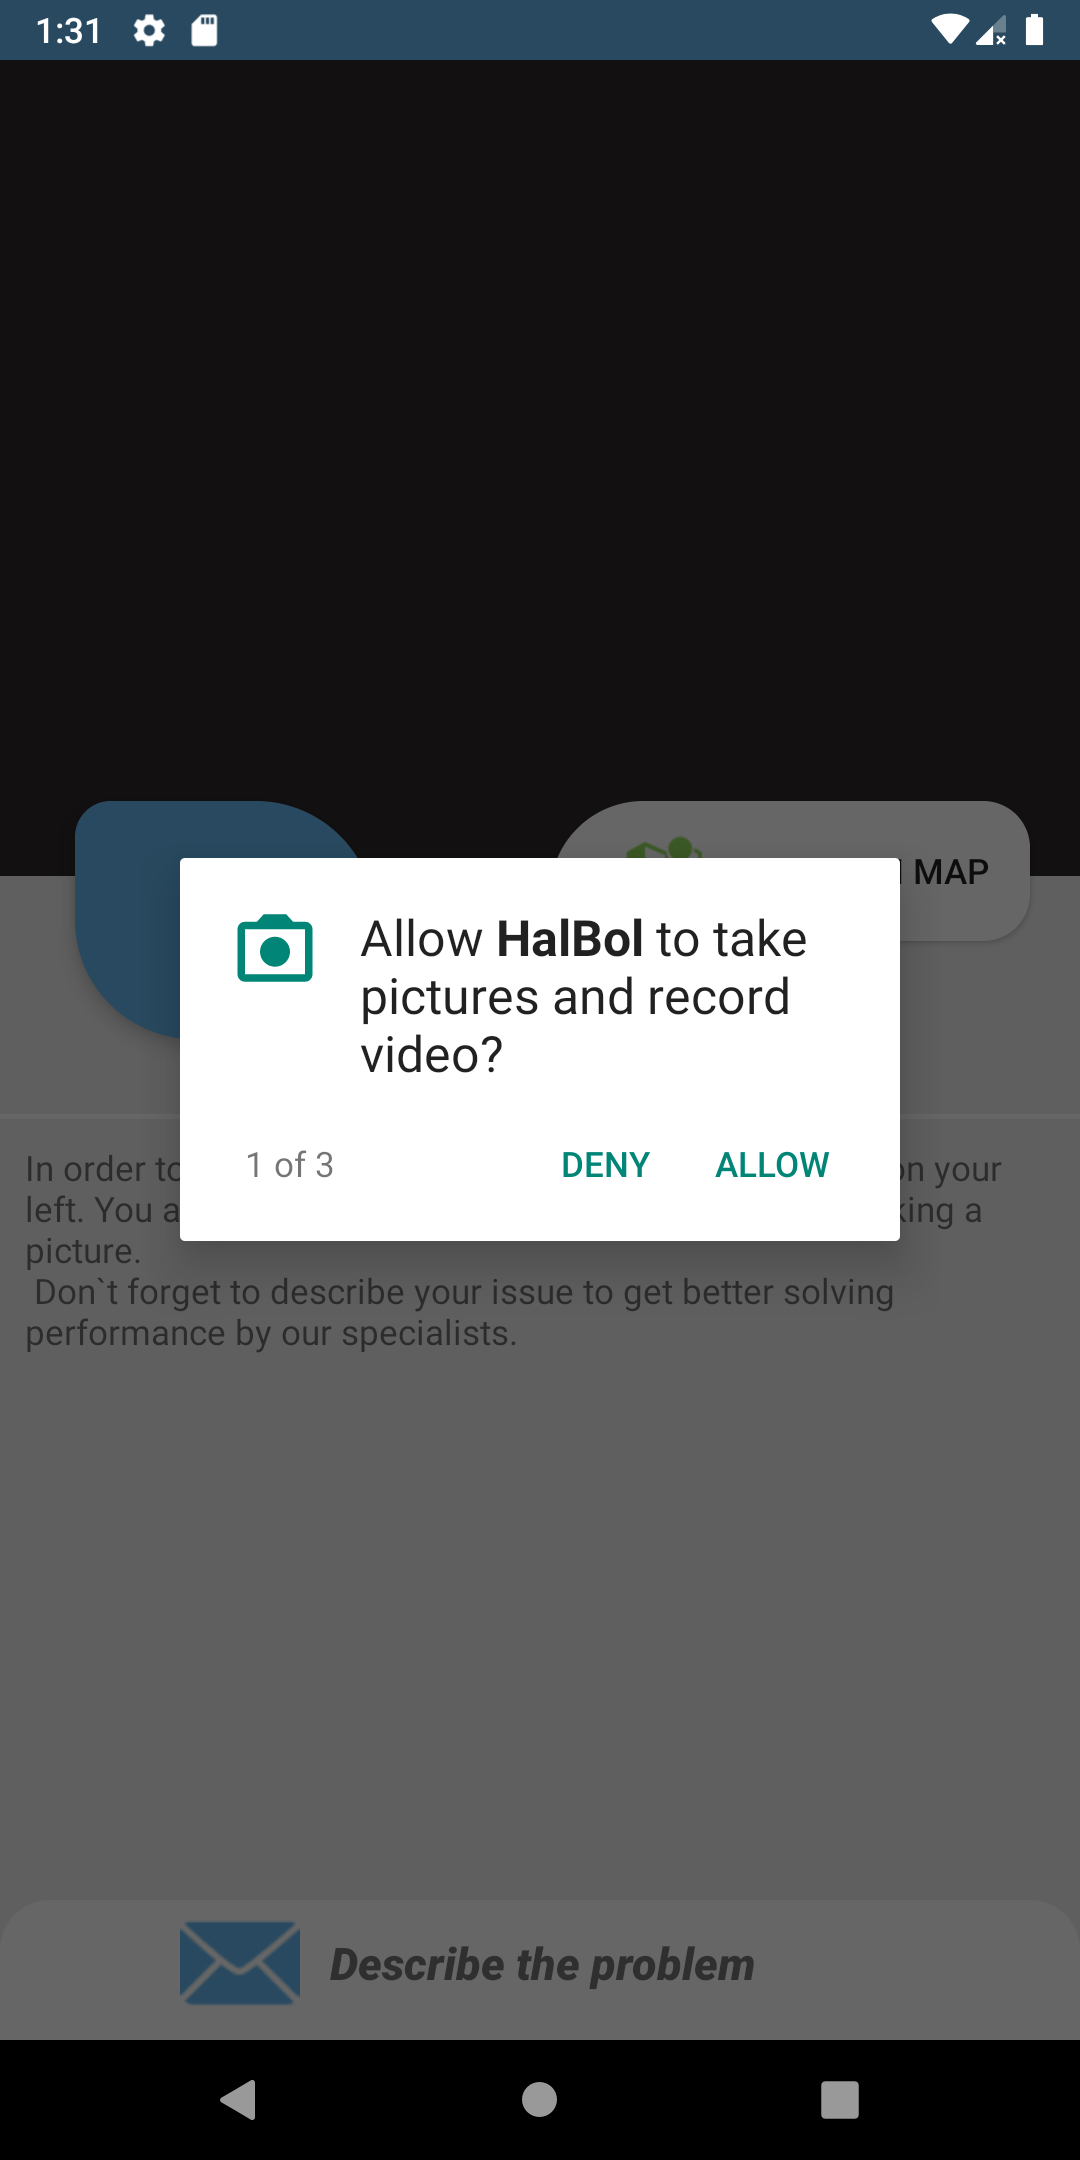 1:31
MAP
Allow HalBol to take
pictures and record
video?
1 of 3
DENY
ALLOW
In order to
on your
left. You
king a
picture.
Don`t forget to describe your issue to get better solving
performance by our specialists.
Describe the problem